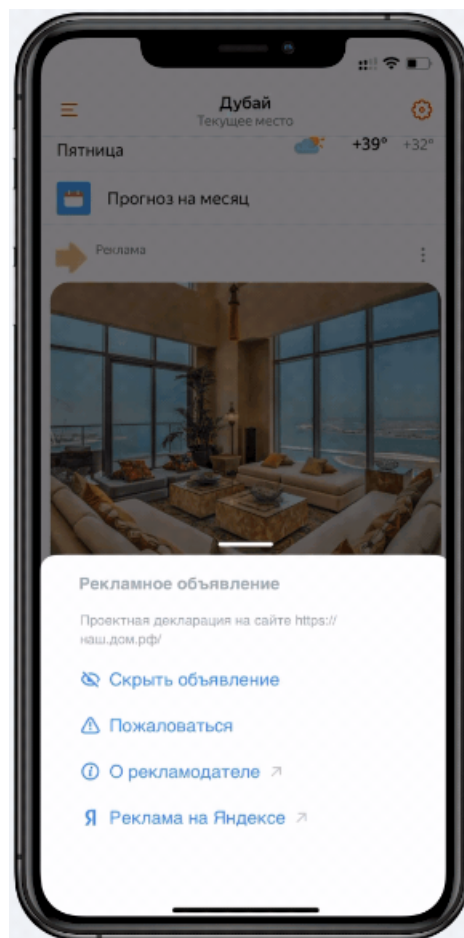 Дубай
Текущее место
Пятница +39° +32°
Прогноз на месяц
Реклама
Рекламное объявление
Проектная декларация на сайте https://
наш.дом.рф/
Скрыть объявление
Пожаловаться
О рекламодателе
Я Реклама на Яндексе